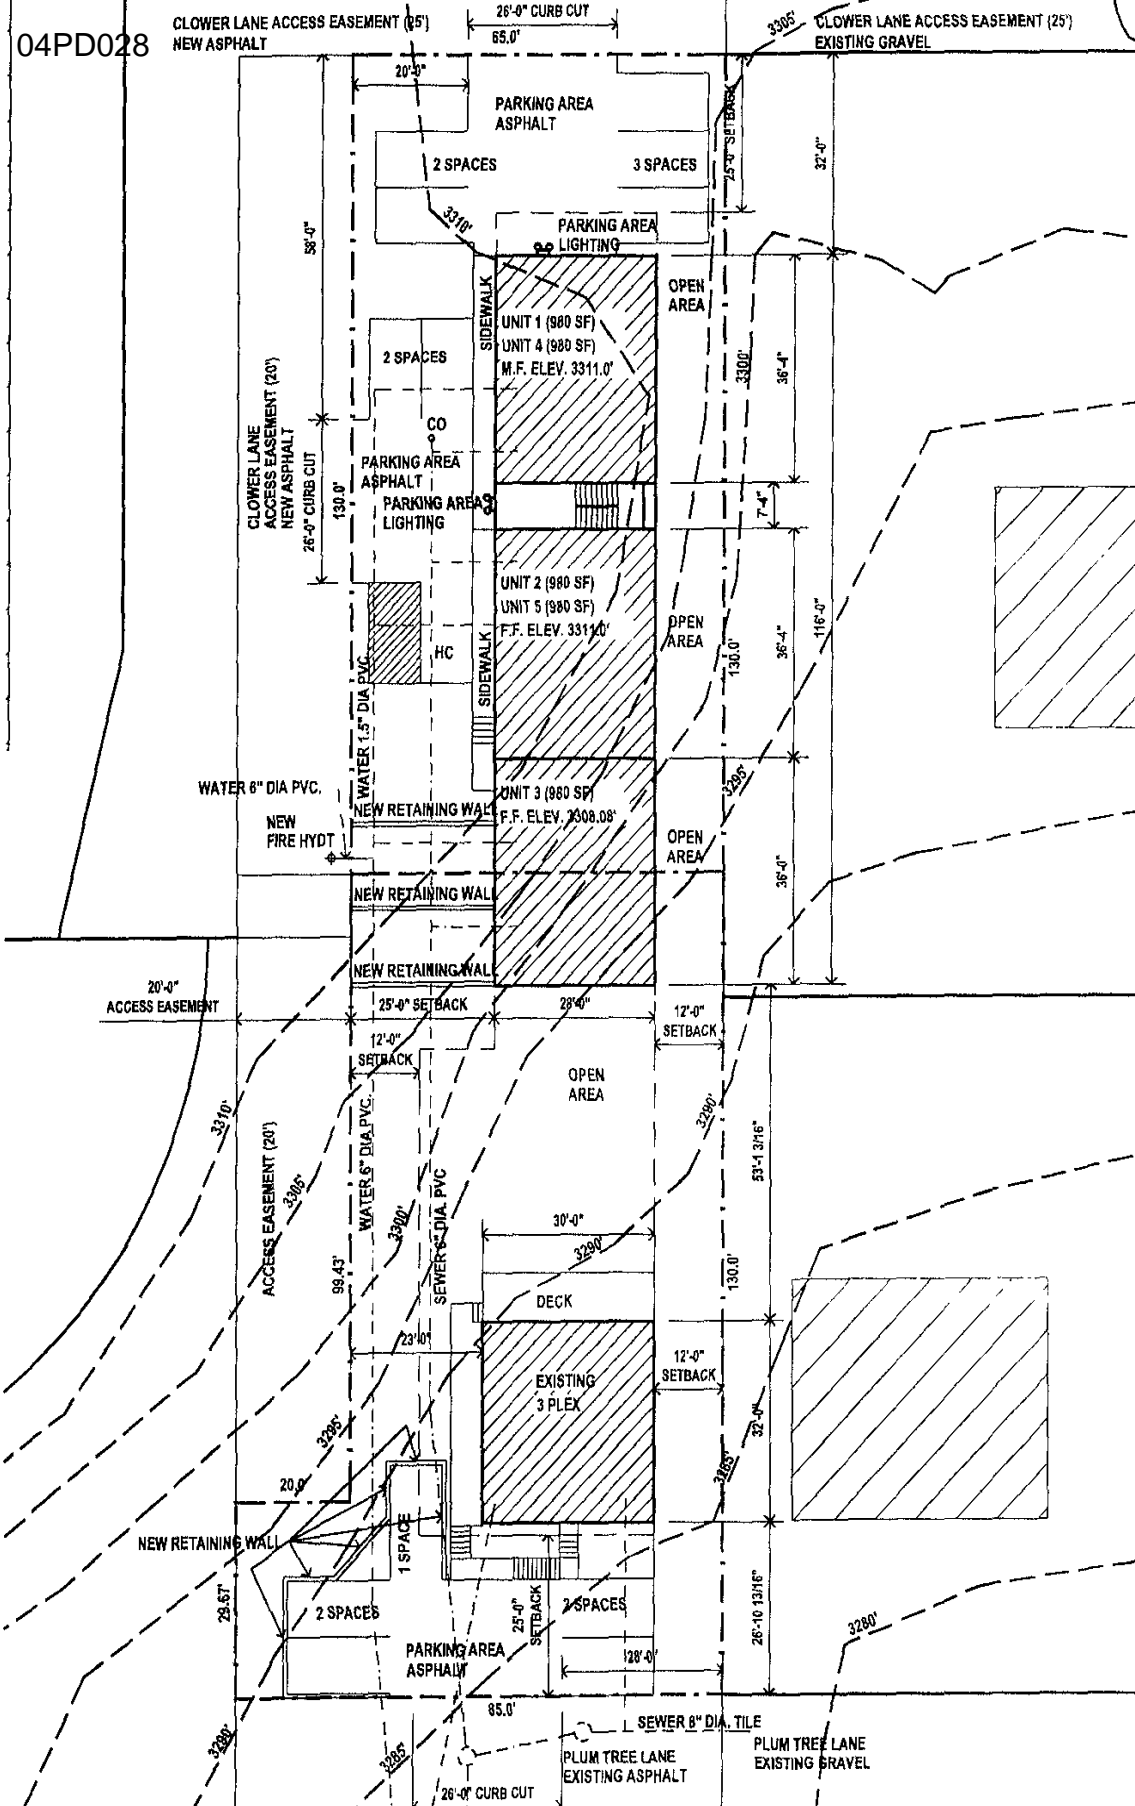 04PD028
CLOWER LANE ACCESS EASEMENT (25')
NEW ASPHALT
26'-0" CURB CUT
65.0'
3305'
CLOWER LANE ACCESS EASEMENT (25')
EXISTING GRAVEL
20'-0"
PARKING AREA
ASPHALT
25'-0" SETBACK
32'-0"
2 SPACES
3 SPACES
3310'
PARKING AREA
LIGHTING
58'-0"
SIDEWALK
OPEN
AREA
UNIT 1 (980 SF)
UNIT 4 (980 SF)
M.F. ELEV. 3311.0'
2 SPACES
3300'
36'-4"
CLOWER LANE
ACCESS EASEMENT (20')
NEW ASPHALT
26'-0" CURB CUT
130.0'
CO
PARKING AREA
ASPHALT
PARKING AREA
LIGHTING
7'-4"
UNIT 2 (980 SF)
UNIT 5 (980 SF)
F.F. ELEV. 3311.0'
HC
SIDEWALK
OPEN
AREA
130.0'
36'-4"
116'-0"
WATER 1.5" DIA PVC.
WATER 6" DIA PVC.
3295'
NEW RETAINING WALL
UNIT 3 (980 SF)
F.F. ELEV. 3308.08'
NEW
FIRE HYDT
OPEN
AREA
36'-0"
NEW RETAINING WALL
NEW RETAINING WALL
20'-0"
ACCESS EASEMENT
25'-0" SETBACK
28'-0"
12'-0"
SETBACK
12'-0"
SETBACK
OPEN
AREA
3310'
3290'
53'-1 3/16"
ACCESS EASEMENT (20')
3305'
WATER 6" DIA PVC.
3300'
SEWER 6" DIA. PVC
30'-0"
3290'
99.43'
130.0'
DECK
23'-0"
12'-0"
SETBACK
EXISTING
3 PLEX
32'-0"
3295'
3285'
20.0'
NEW RETAINING WALL
1 SPACE
29.67'
2 SPACES
25'-0"
SETBACK
2 SPACES
26'-10 13/16"
3280'
PARKING AREA
ASPHALT
28'-0"
85.0'
SEWER 8" DIA. TILE
3290'
3285'
PLUM TREE LANE
EXISTING ASPHALT
PLUM TREE LANE
EXISTING GRAVEL
26'-0" CURB CUT